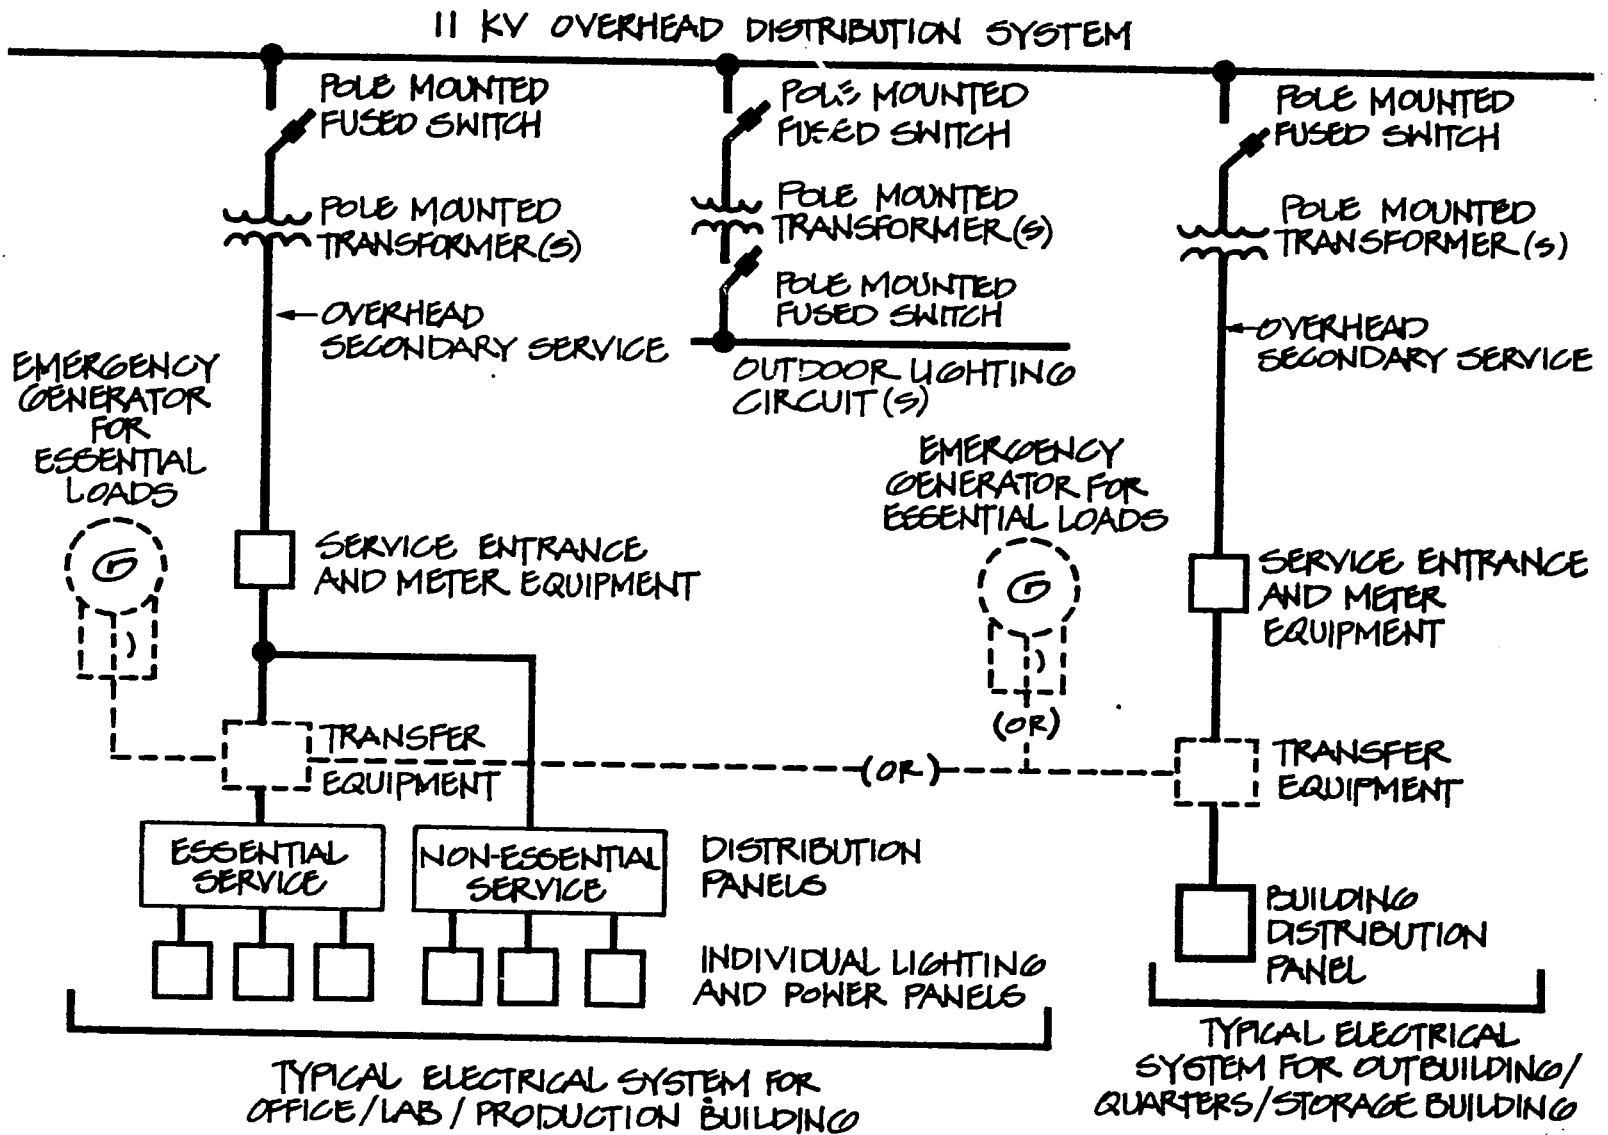 11 KV OVERHEAD DISTRIBUTION SYSTEM
POLE MOUNTED
FUSED SWITCH
POLE MOUNTED
TRANSFORMER(S)
OVERHEAD
SECONDARY SERVICE
EMERGENCY
GENERATOR
FOR
ESSENTIAL
LOADS
G
SERVICE ENTRANCE
AND METER EQUIPMENT
TRANSFER
EQUIPMENT
ESSENTIAL
SERVICE
NON-ESSENTIAL
SERVICE
DISTRIBUTION
PANELS
INDIVIDUAL LIGHTING
AND POWER PANELS
TYPICAL ELECTRICAL SYSTEM FOR
OFFICE/LAB/PRODUCTION BUILDING
POLE MOUNTED
FUSED SWITCH
POLE MOUNTED
TRANSFORMER(S)
POLE MOUNTED
FUSED SWITCH
OUTDOOR LIGHTING
CIRCUIT(S)
EMERGENCY
GENERATOR FOR
ESSENTIAL LOADS
G
(OR)
(OR)
POLE MOUNTED
FUSED SWITCH
POLE MOUNTED
TRANSFORMER(S)
OVERHEAD
SECONDARY SERVICE
SERVICE ENTRANCE
AND METER
EQUIPMENT
TRANSFER
EQUIPMENT
BUILDING
DISTRIBUTION
PANEL
TYPICAL ELECTRICAL
SYSTEM FOR OUTBUILDING/
QUARTERS/STORAGE BUILDING